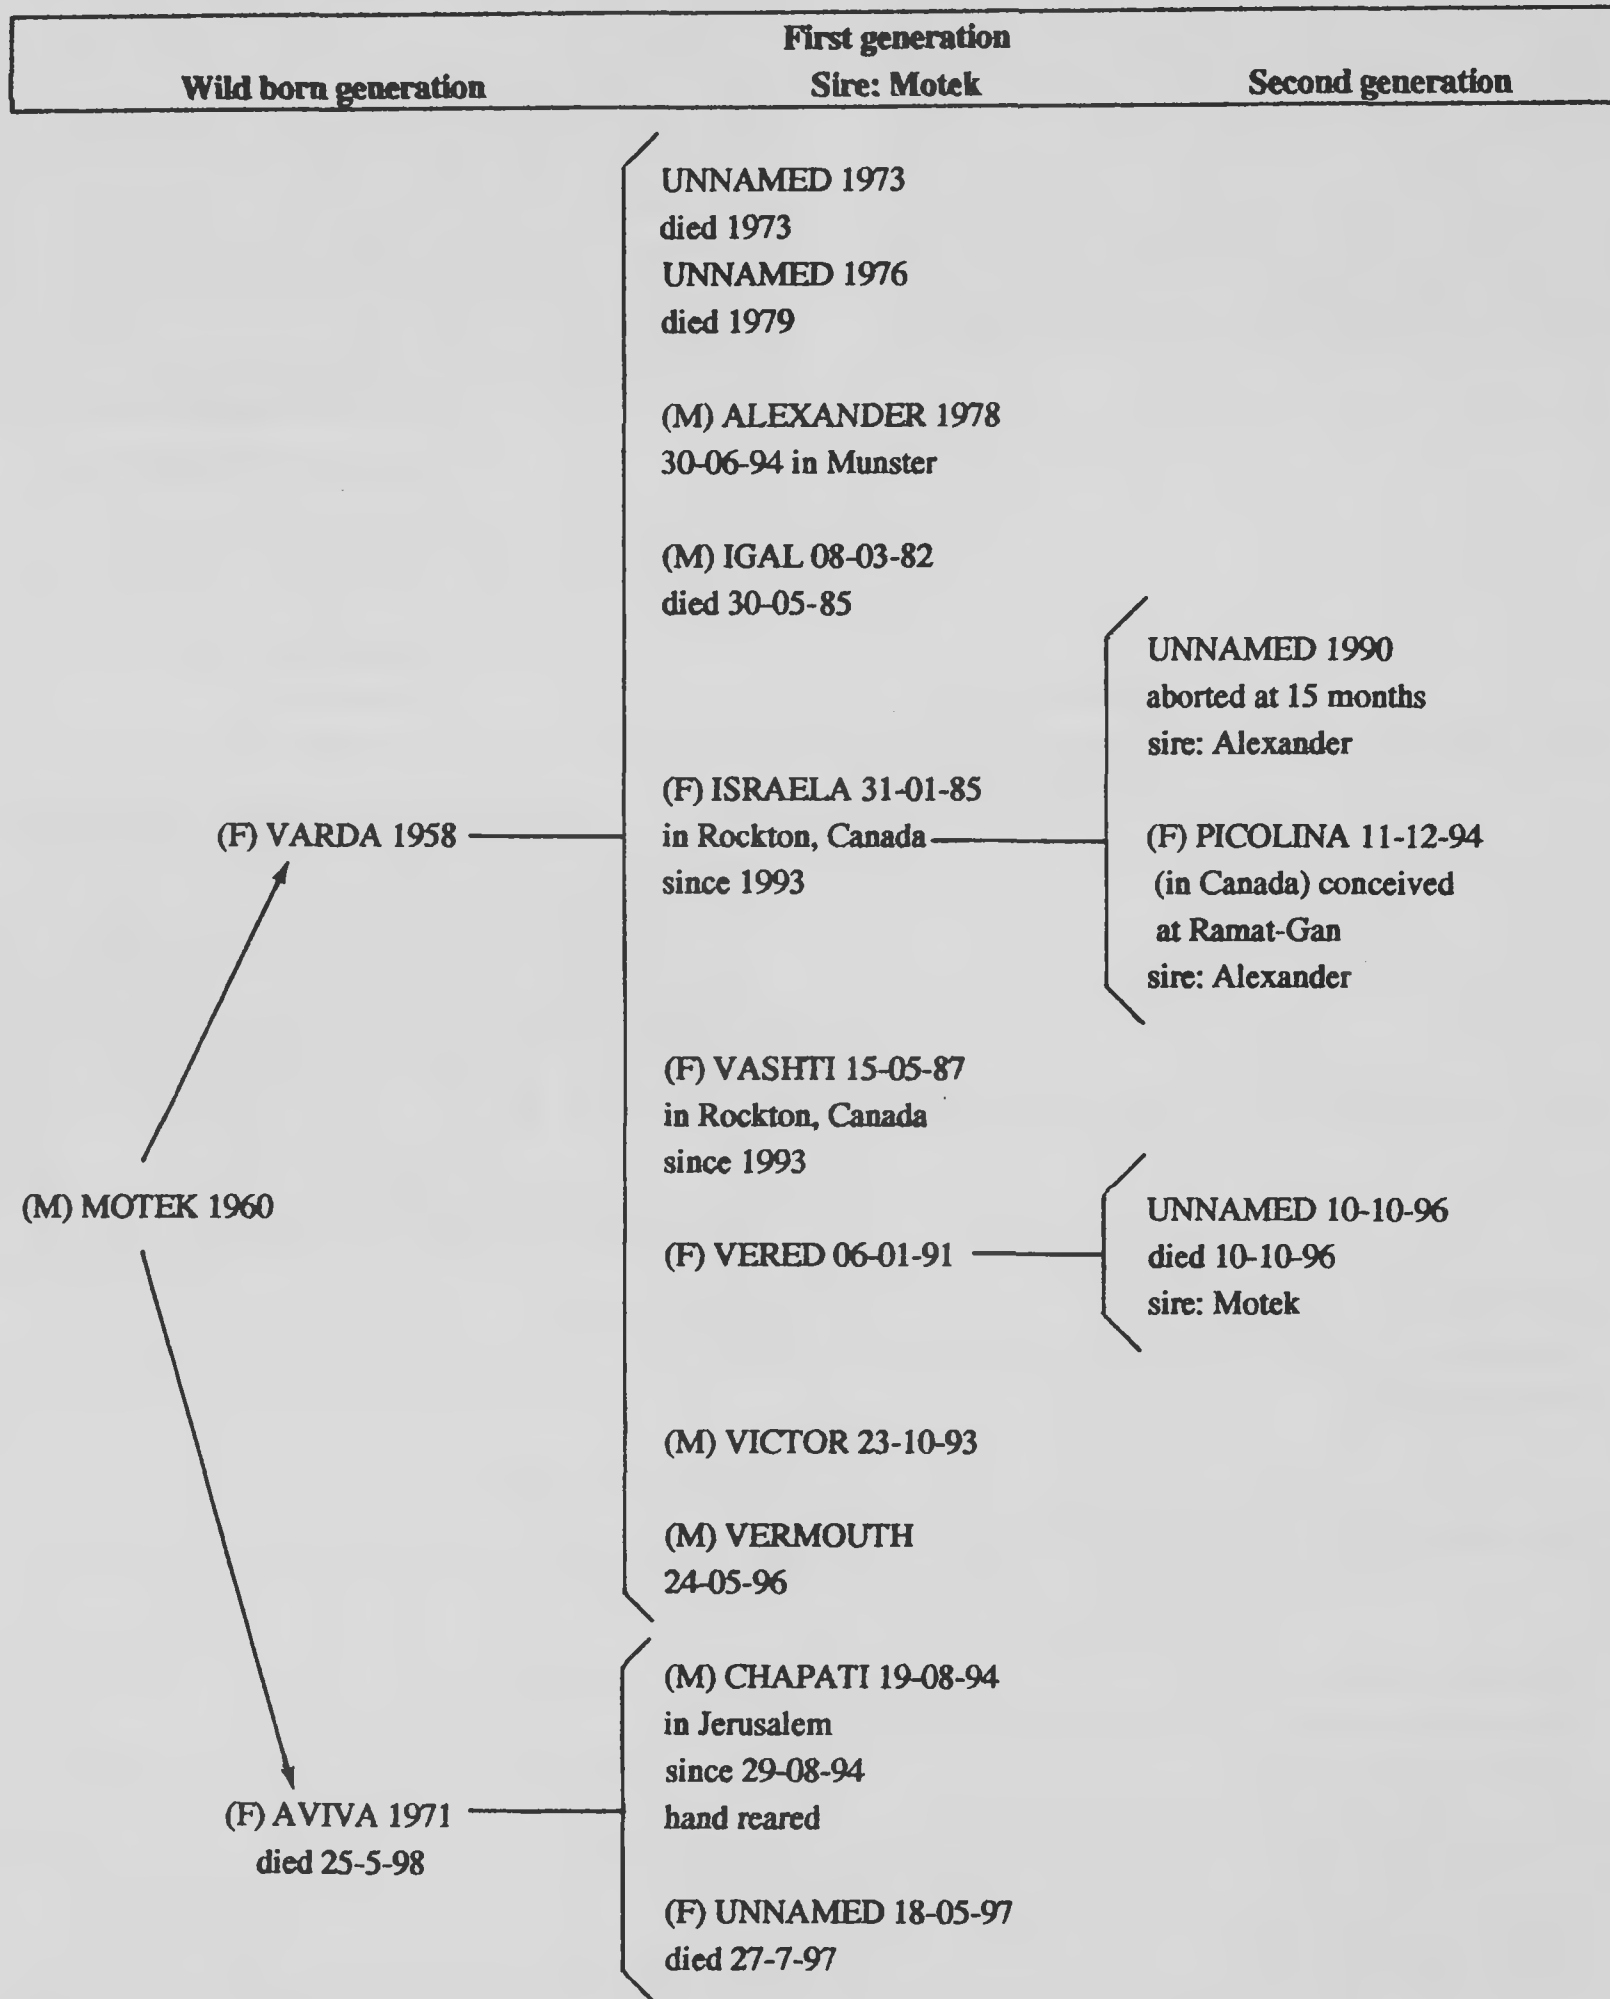 First generation
Wild born generation Sire: Motek Second generation
UNNAMED 1973
died 1973
UNNAMED 1976
died 1979
(M) ALEXANDER 1978
30-06-94 in Munster
(M) IGAL 08-03-82
died 30-05-85
UNNAMED 1990
aborted at 15 months
sire: Alexander
(F) ISRAELA 31-01-85
(F) VARDA 1958
in Rockton, Canada
since 1993
(F) PICOLINA 11-12-94
(in Canada) conceived
at Ramat-Gan
sire: Alexander
(F) VASHTI 15-05-87
in Rockton, Canada
since 1993
(M) MOTEK 1960
UNNAMED 10-10-96
died 10-10-96
sire: Motek
(F) VERED 06-01-91
(M) VICTOR 23-10-93
(M) VERMOUTH
24-05-96
(M) CHAPATI 19-08-94
in Jerusalem
since 29-08-94
hand reared
(F) AVIVA 1971
died 25-5-98
(F) UNNAMED 18-05-97
died 27-7-97